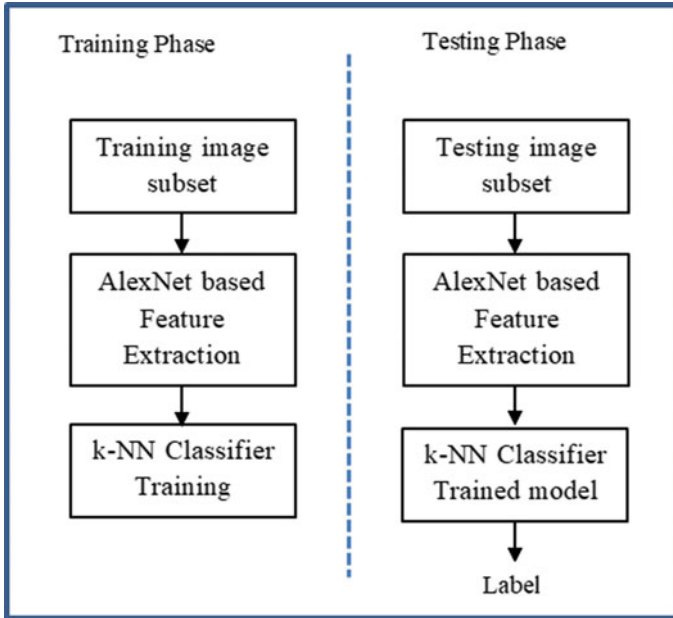 Training Phase
Training image
subset
AlexNet based
Feature
Extraction
k-NN Classifier
Training
Testing Phase
Testing image
subset
AlexNet based
Feature
Extraction
k-NN Classifier
Trained model
Label